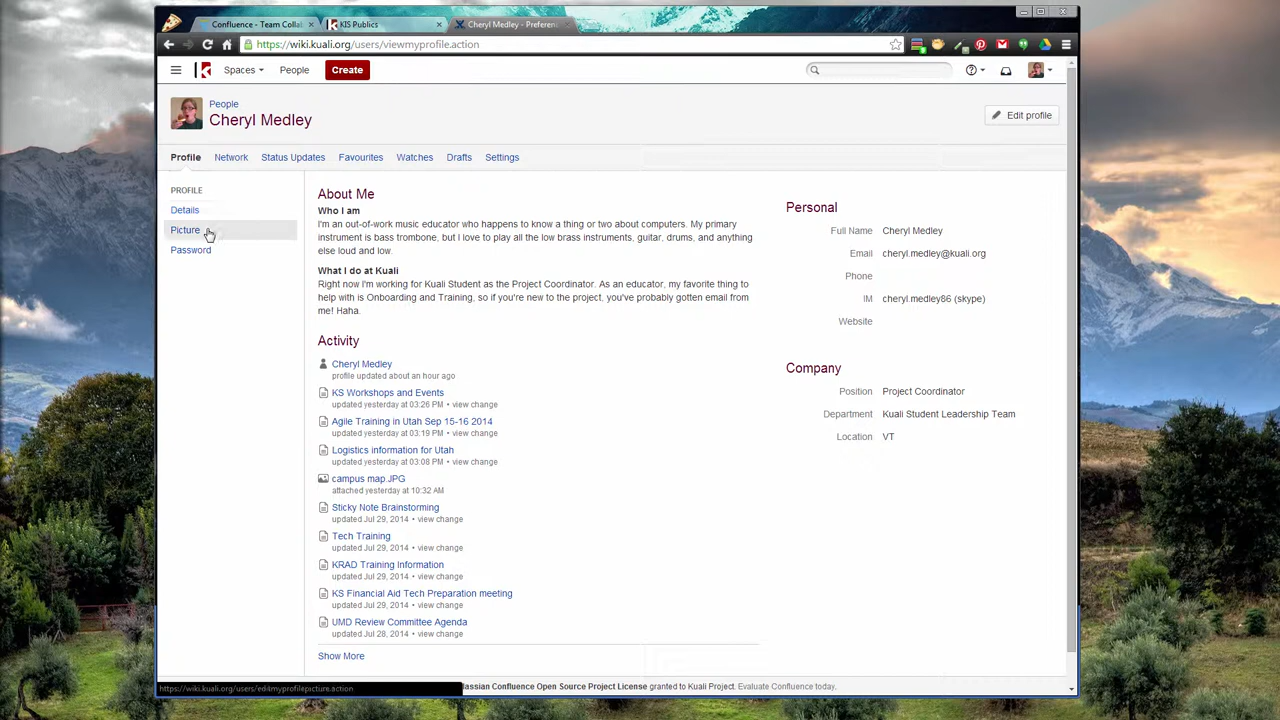 Confluence - Team Collab
KIS Publics
Cheryl Medley - Preferen
https://wiki.kuali.org/users/viewmyprofile.action
Spaces
People
Create
People
Cheryl Medley
Edit profile
Profile
Network
Status Updates
Favourites
Watches
Drafts
Settings
PROFILE
Details
Picture
Password
About Me
Who I am
I'm an out-of-work music educator who happens to know a thing or two about computers. My primary
instrument is bass trombone, but I love to play all the low brass instruments, guitar, drums, and anything
else loud and low.
What I do at Kuali
Right now I'm working for Kuali Student as the Project Coordinator. As an educator, my favorite thing to
help with is Onboarding and Training, so if you're new to the project, you've probably gotten email from
me! Haha.
Activity
Cheryl Medley
profile updated about an hour ago
KS Workshops and Events
updated yesterday at 03:26 PM • view change
Agile Training in Utah Sep 15-16 2014
updated yesterday at 03:19 PM • view change
Logistics information for Utah
updated yesterday at 03:08 PM • view change
campus map.JPG
attached yesterday at 10:32 AM
Sticky Note Brainstorming
updated Jul 29, 2014 • view change
Tech Training
updated Jul 29, 2014 • view change
KRAD Training Information
updated Jul 29, 2014 • view change
KS Financial Aid Tech Preparation meeting
updated Jul 29, 2014 • view change
UMD Review Committee Agenda
updated Jul 28, 2014 • view change
Show More
Personal
Full Name Cheryl Medley
Email cheryl.medley@kuali.org
Phone
IM cheryl.medley86 (skype)
Website
Company
Position Project Coordinator
Department Kuali Student Leadership Team
Location VT
https://wiki.kuali.org/users/editmyprofilepicture.action
lassian Confluence Open Source Project License granted to Kuali Project. Evaluate Confluence today.